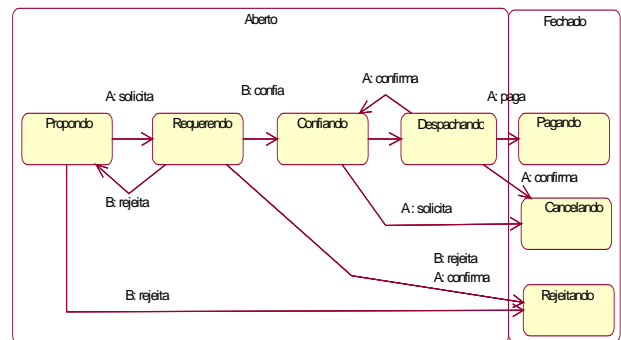 Aberto
Fechado
A: confirma
B: confia
A: solicita
A: paga
Propondo
Requerendo
Confiando
Despachando
Pagando
A: confirma
B: rejeita
A : solicita
Cancelando
B: rejeita
A: confirma
B: rejeita
Rejeitando